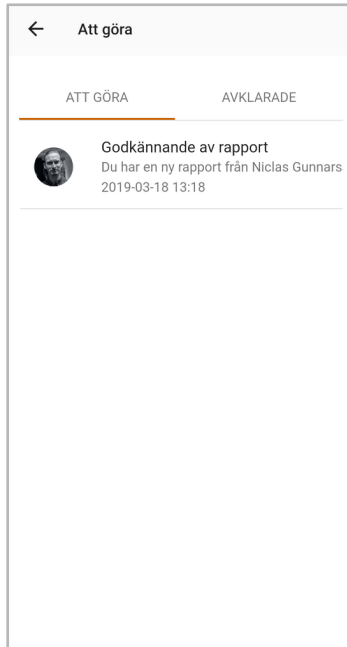 Att göra
ATT GÖRA
AVKLARADE
Godkännande av rapport
Du har en ny rapport från Niclas Gunnars
2019-03-18 13:18